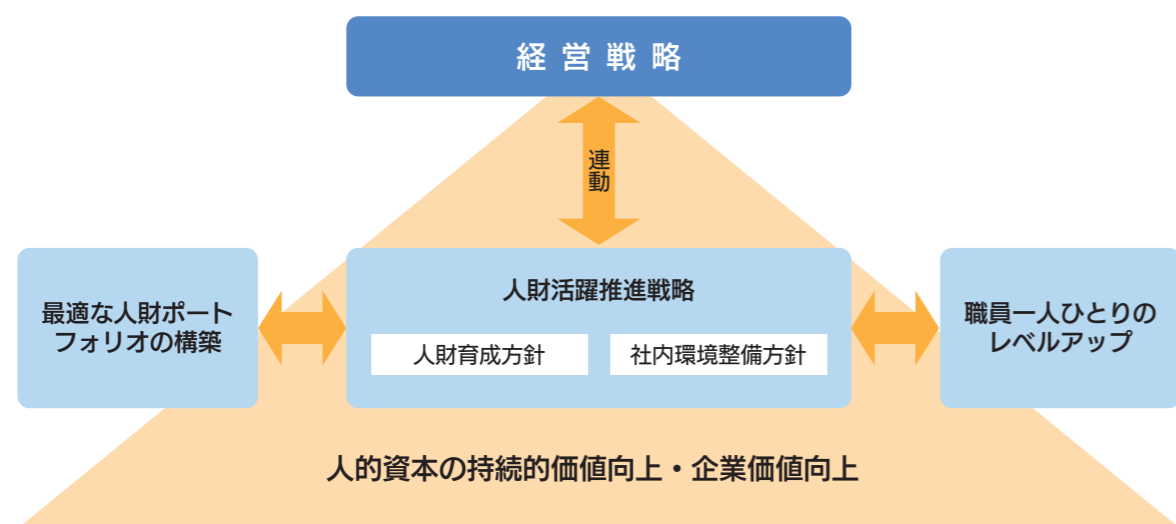 経営戦略
連動
最適な人財ポート
フォリオの構築
人財活躍推進戦略
人財育成方針
社内環境整備方針
職員一人ひとりの
レベルアップ
人的資本の持続的価値向上・企業価値向上